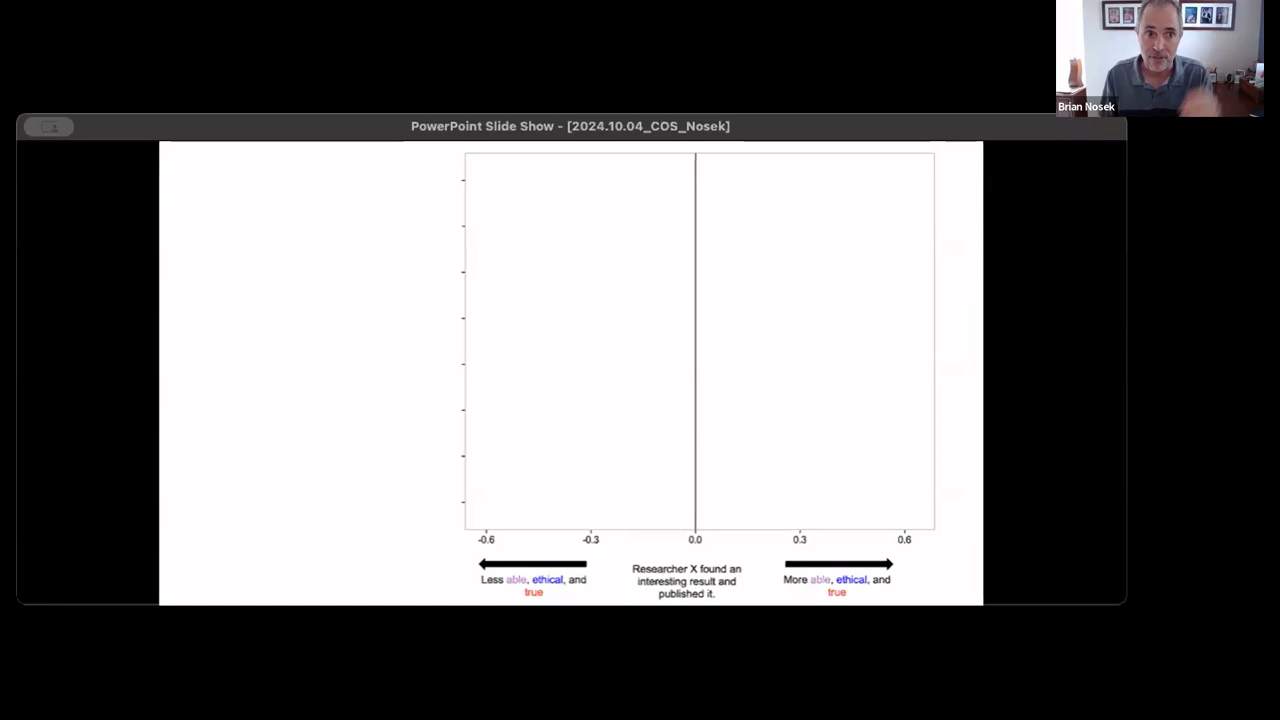 Brian Nosek
PowerPoint Slide Show - [2024.10.04_COS_Nosek]
-0.6
-0.3
0.0
0.3
0.6
Less able, ethical, and
true
Researcher X found an
interesting result and
published it.
More able, ethical, and
true